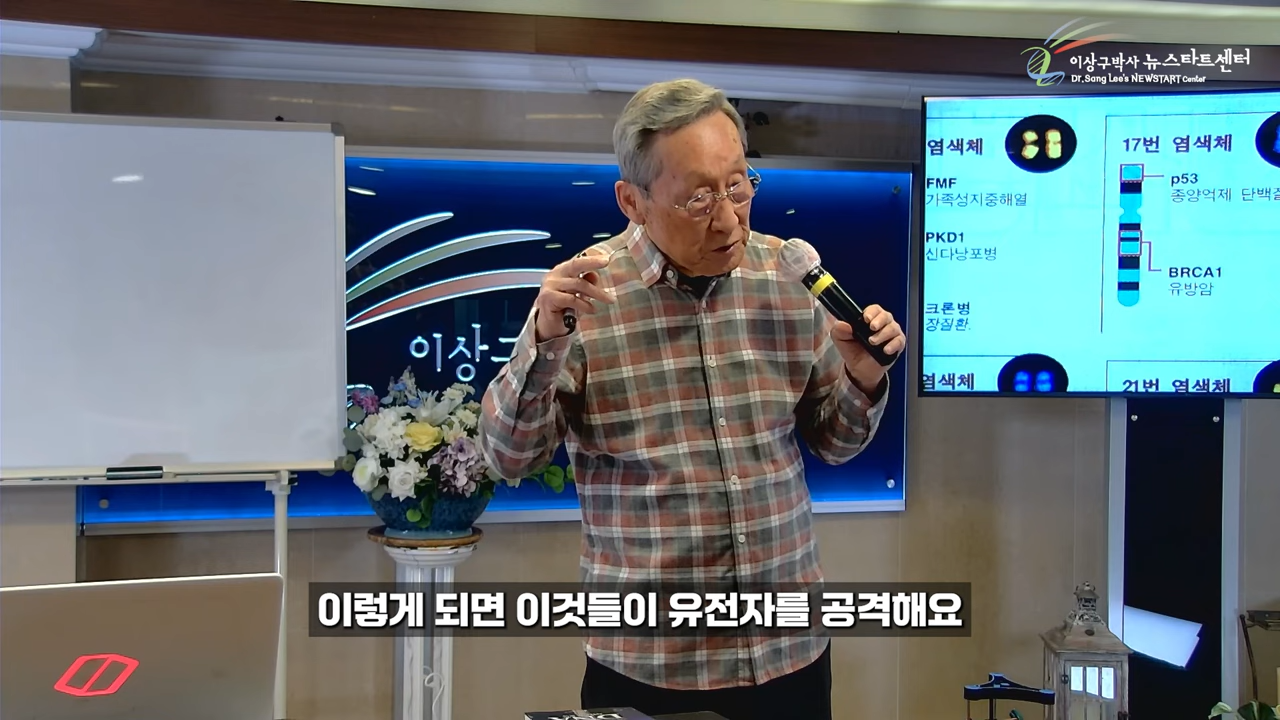 이상구박사 뉴스타트센터
Dr. Sang Lee's NEWSTART Center
염색체
17번 염색체
FMF
가족성지중해열
p53
종양억제 단백질
PKD1
신다낭포병
BRCA1
유방암
크론병
장질환.
염색체
21번 염색체
이상구
이렇게 되면 이것들이 유전자를 공격해요